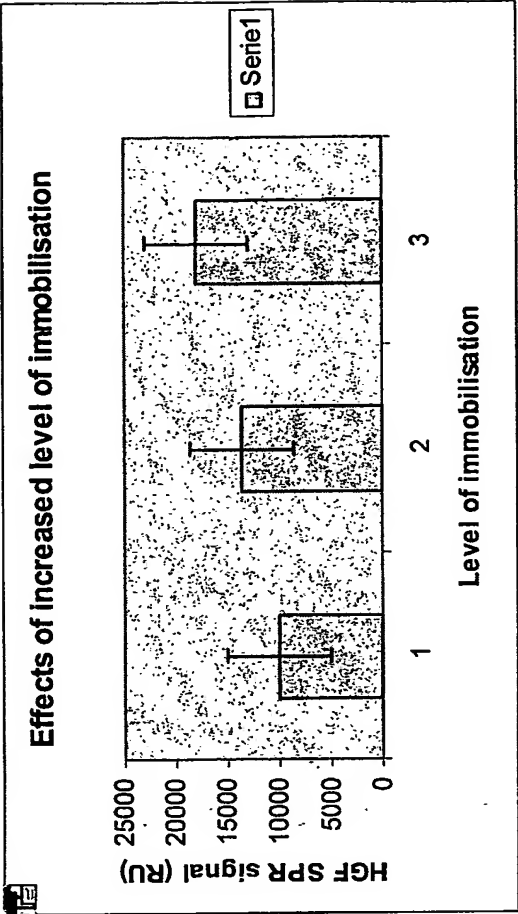 Effects of increased level of immobilisation
HGF SPR signal (RU)
25000
20000
15000
10000
5000
0
1 2 3
Level of immobilisation
Serie1